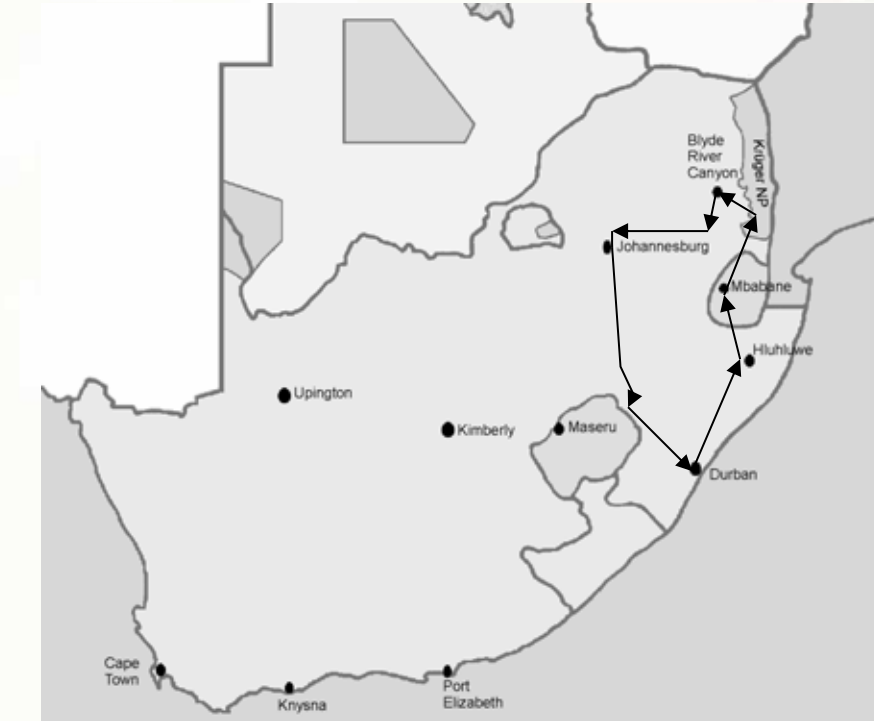 Blyde
River
Canyon
Krüger NP
Johannesburg
Mbabane
Hluhluwe
Upington
Kimberly
Maseru
Durban
Cape
Town
Knysna
Port
Elizabeth